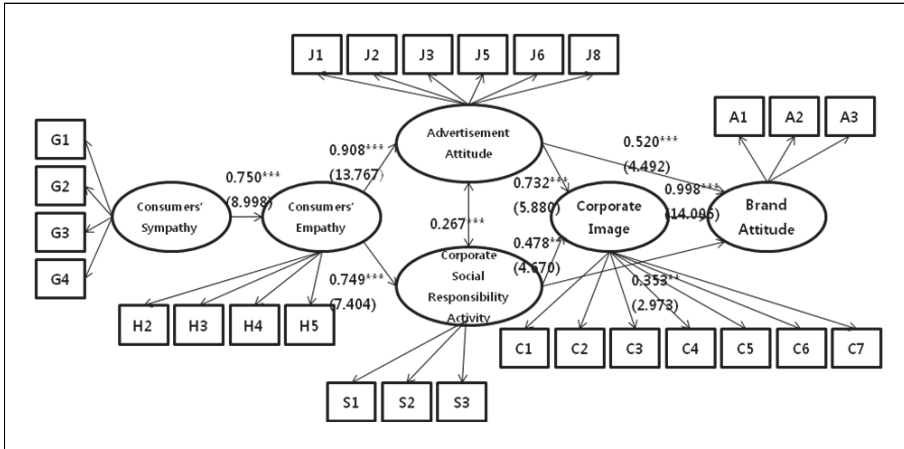 J1
J2
J3
J5
J6
J8
G1
G2
G3
G4
Consumers'
Sympathy
0.750***
(8.998)
Consumers'
Empathy
0.908***
(13.767)
Advertisement
Attitude
0.267***
0.749***
(7.404)
Corporate
Social
Responsibility
Activity
0.520***
(4.492)
0.732***
(5.880)
0.478***
(4.670)
Corporate
Image
0.998***
(14.006)
0.353**
(2.973)
Brand
Attitude
A1
A2
A3
H2
H3
H4
H5
S1
S2
S3
C1
C2
C3
C4
C5
C6
C7